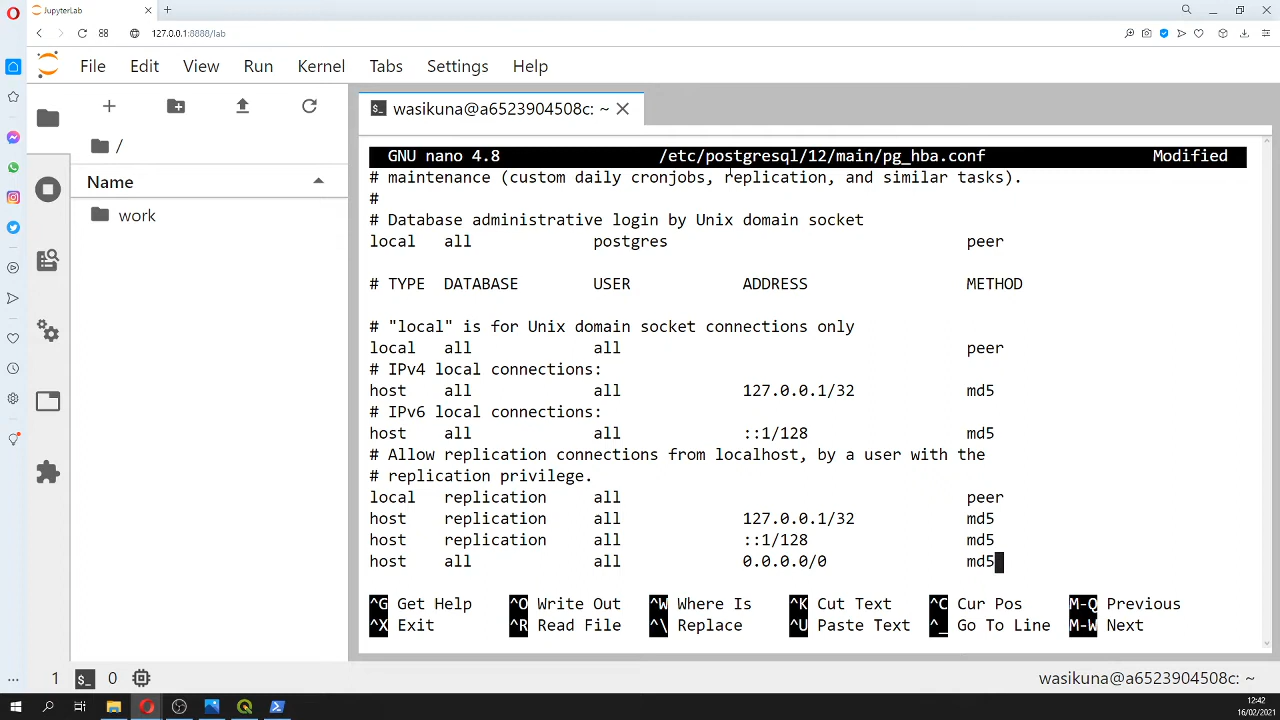 JupyterLab
127.0.0.1:8888/lab
File Edit View Run Kernel Tabs Settings Help
wasikuna@a6523904508c: ~
/
Name
work
GNU nano 4.8 /etc/postgresql/12/main/pg_hba.conf Modified
# maintenance (custom daily cronjobs, replication, and similar tasks).
#
# Database administrative login by Unix domain socket
local all postgres peer
# TYPE DATABASE USER ADDRESS METHOD
# "local" is for Unix domain socket connections only
local all all peer
# IPv4 local connections:
host all all 127.0.0.1/32 md5
# IPv6 local connections:
host all all ::1/128 md5
# Allow replication connections from localhost, by a user with the
# replication privilege.
local replication all peer
host replication all 127.0.0.1/32 md5
host replication all ::1/128 md5
host all all 0.0.0.0/0 md5
^G Get Help ^O Write Out ^W Where Is ^K Cut Text ^C Cur Pos M-Q Previous
^X Exit ^R Read File ^\ Replace ^U Paste Text ^_ Go To Line M-W Next
1 $_ 0 wasikuna@a6523904508c: ~
12:42
16/02/2021